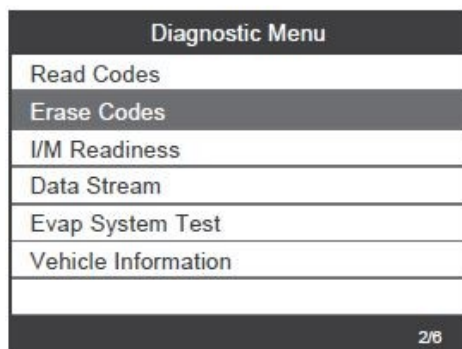 Diagnostic Menu
Read Codes
Erase Codes
I/M Readiness
Data Stream
Evap System Test
Vehicle Information
2/6